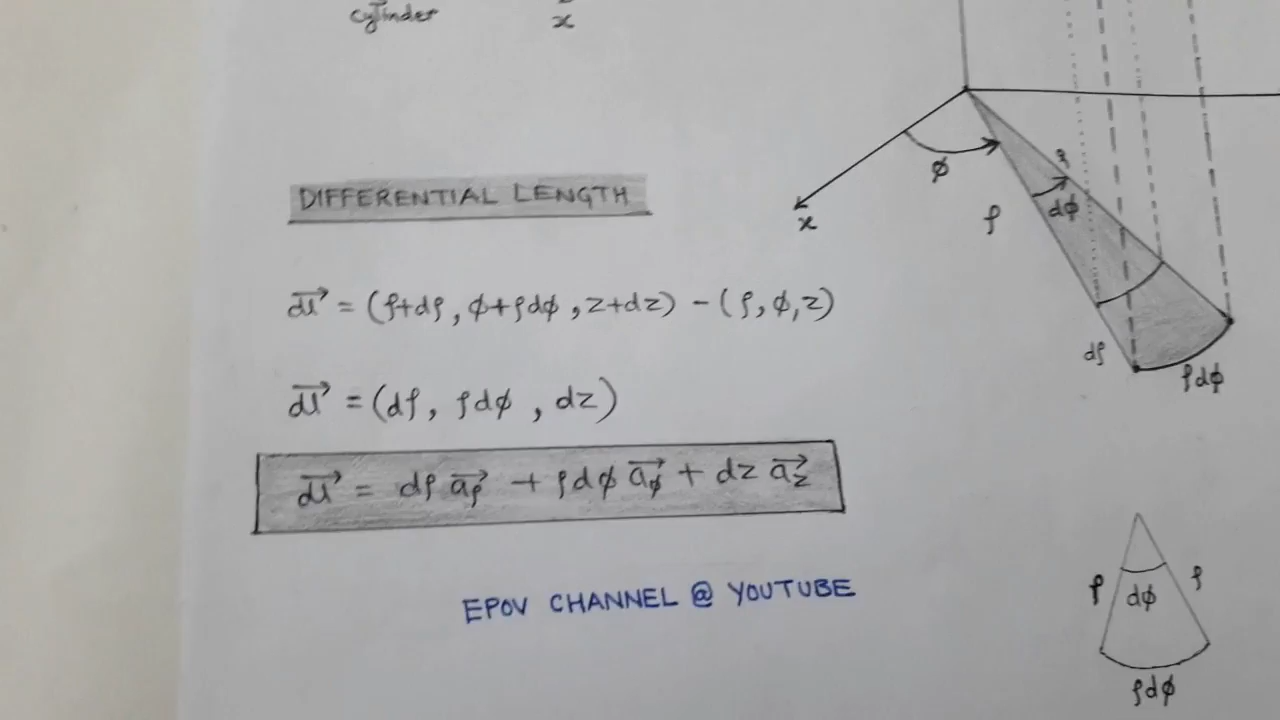 cylinder
x
DIFFERENTIAL LENGTH
dl⃗ = (ρ+dρ, ϕ+ρdϕ, z+dz) - (ρ, ϕ, z)
dl⃗ = (dρ, ρdϕ, dz)
dl⃗ = dρ a⃗ρ + ρdϕ a⃗ϕ + dz a⃗z
EPOV CHANNEL @ YOUTUBE
x
ϕ
ρ
ρ
dϕ
dρ
ρdϕ
ρ
dϕ
ρ
ρdϕ